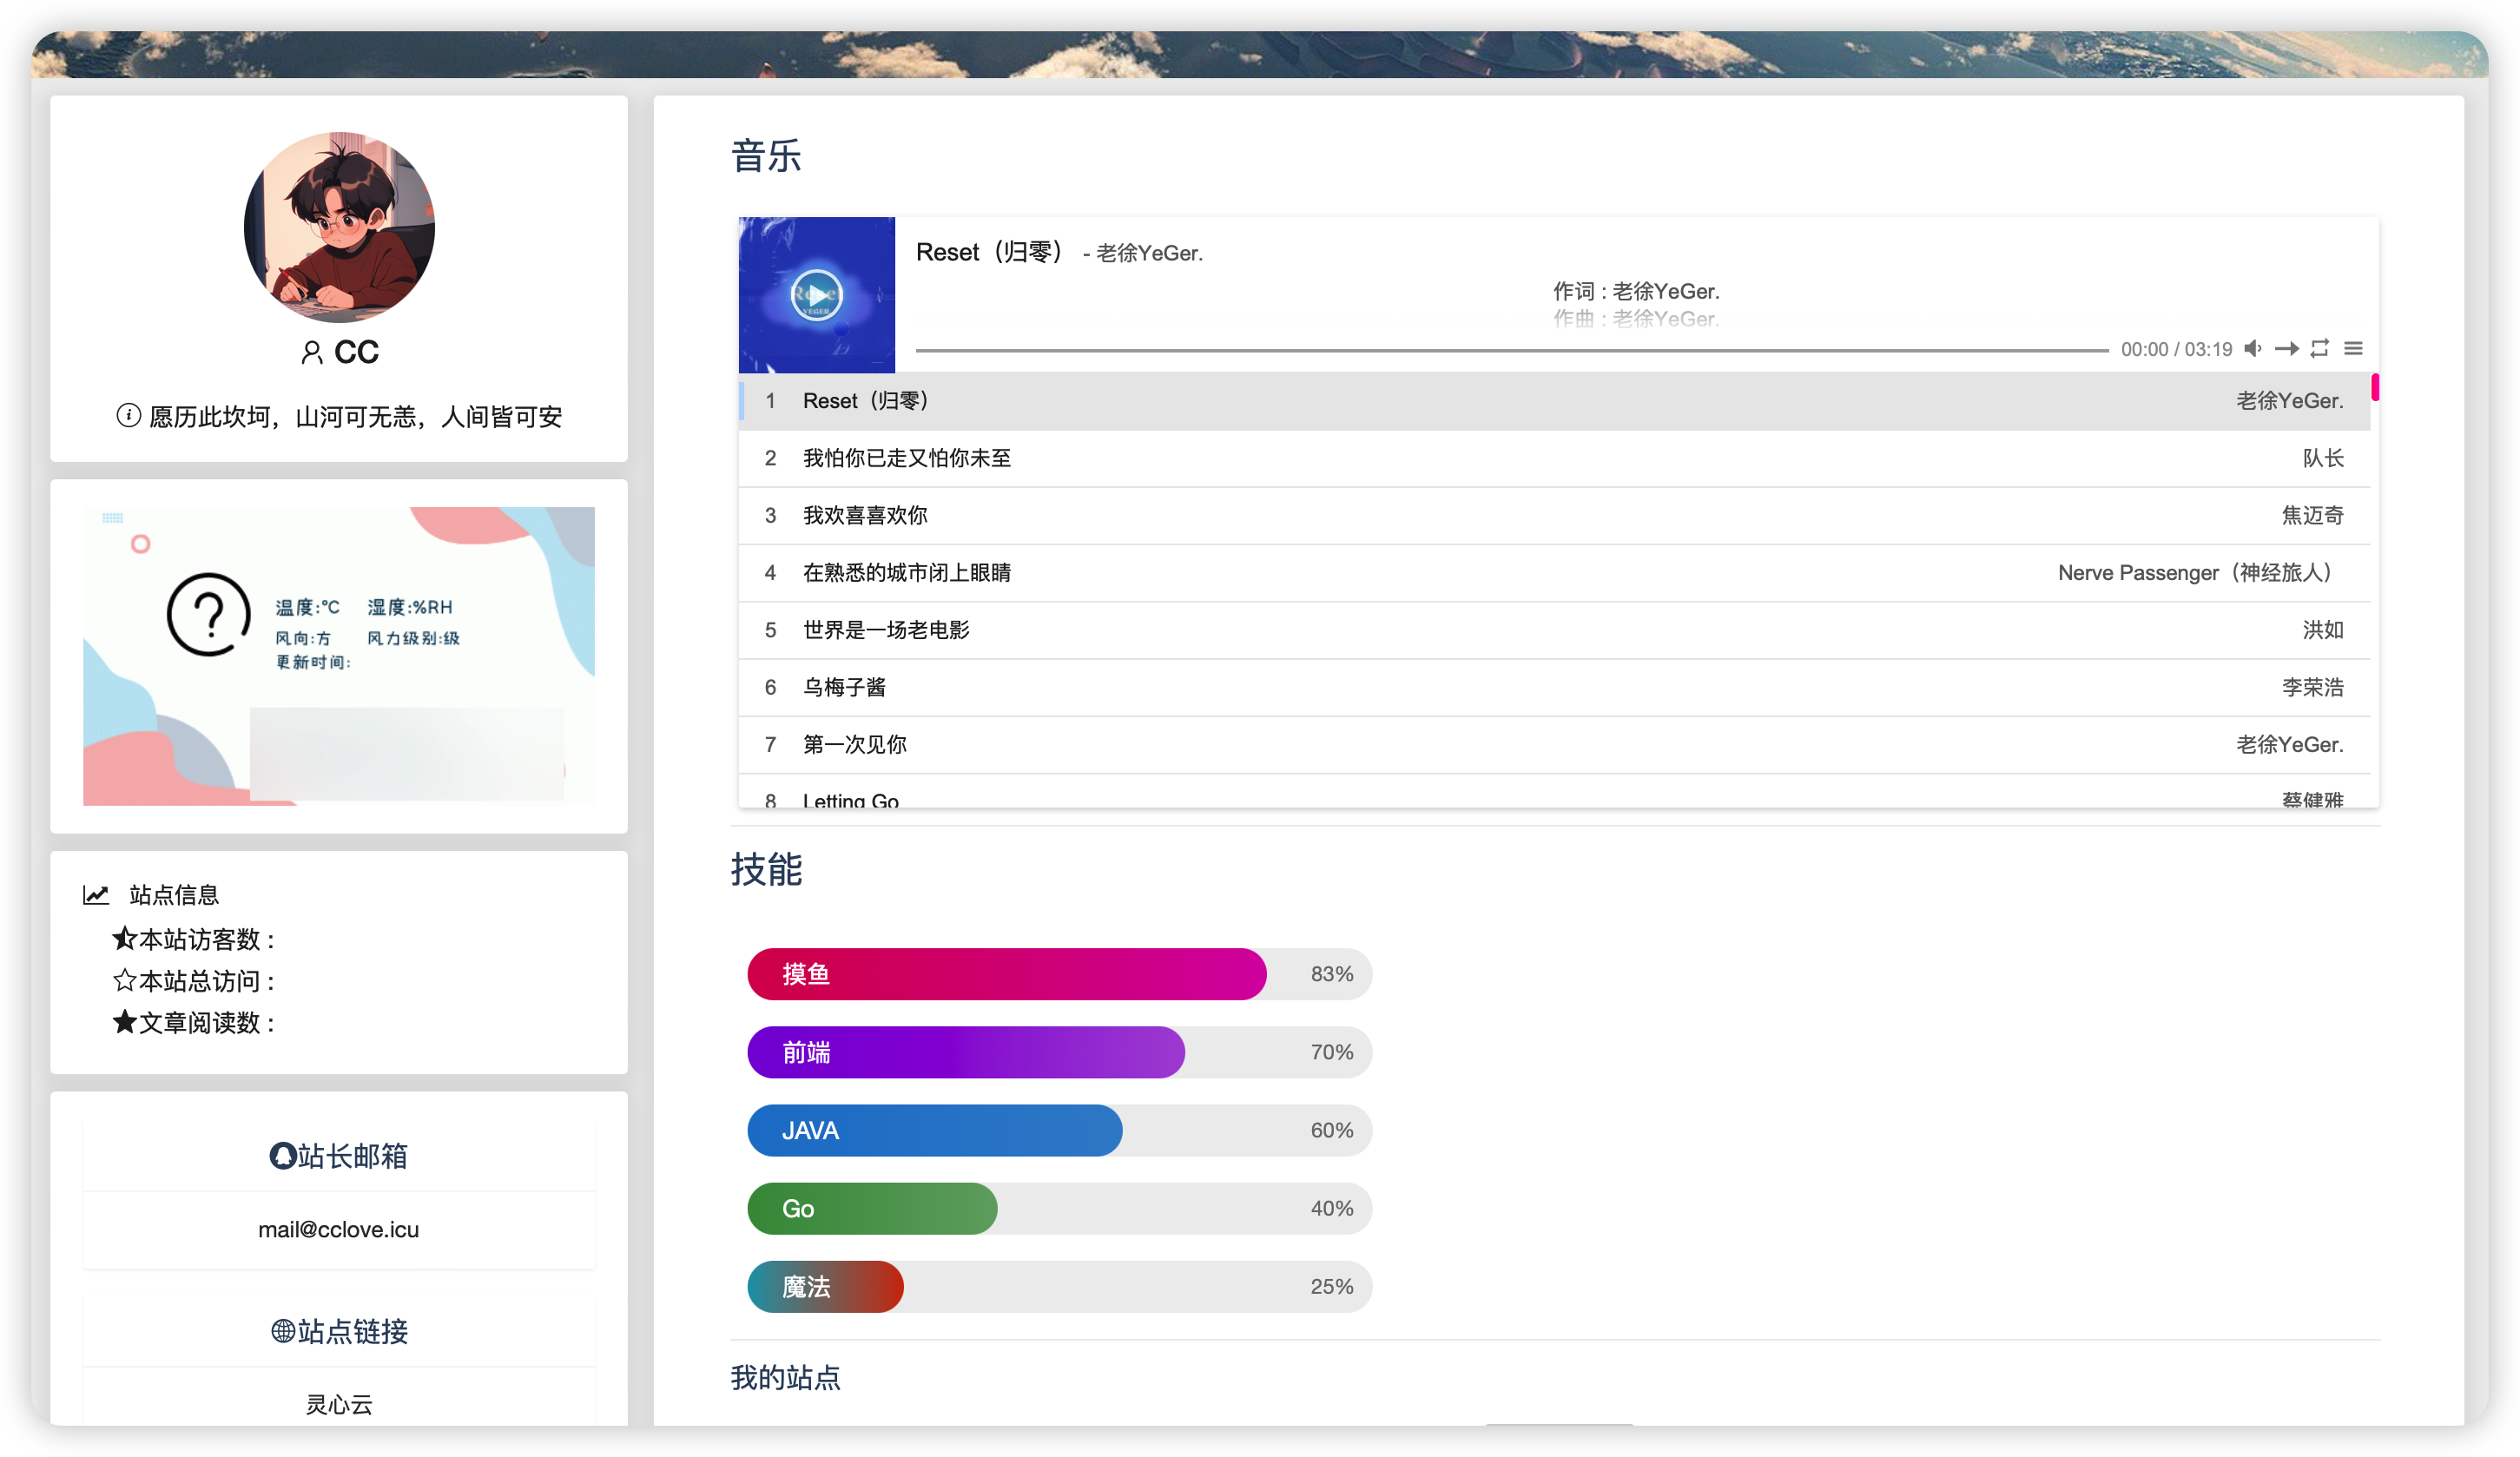 CC
愿历此坎坷，山河可无恙，人间皆可安
温度:℃ 湿度:%RH
风向:方 风力级别:级
更新时间:
站点信息
本站访客数：
本站总访问：
文章阅读数：
站长邮箱
mail@cclove.icu
站点链接
灵心云
音乐
Reset
YEGER
Reset（归零） - 老徐YeGer.
作词 : 老徐YeGer.
作曲 : 老徐YeGer.
00:00 / 03:19
1 Reset（归零） 老徐YeGer.
2 我怕你已走又怕你未至 队长
3 我欢喜喜欢你 焦迈奇
4 在熟悉的城市闭上眼睛 Nerve Passenger（神经旅人）
5 世界是一场老电影 洪如
6 乌梅子酱 李荣浩
7 第一次见你 老徐YeGer.
8 Letting Go 蔡健雅
技能
摸鱼 83%
前端 70%
JAVA 60%
Go 40%
魔法 25%
我的站点